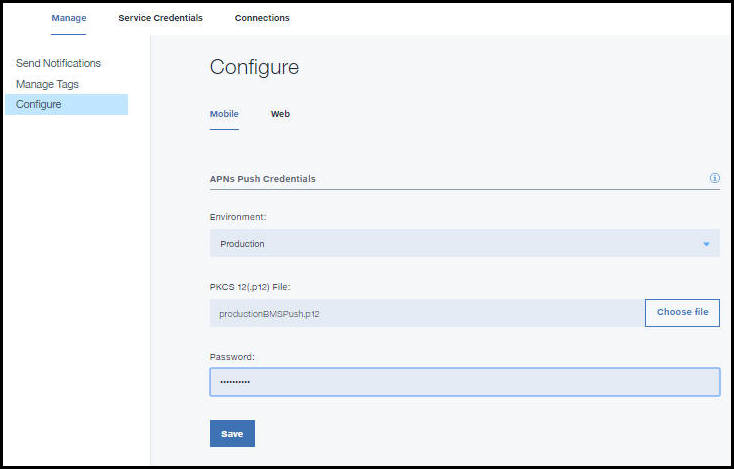 Manage Service Credentials Connections
Send Notifications
Manage Tags
Configure
Configure
Mobile Web
APNs Push Credentials
Environment:
Production
PKCS 12(.p12) File:
productionBMSPush.p12 Choose file
Password:
••••••••••
Save